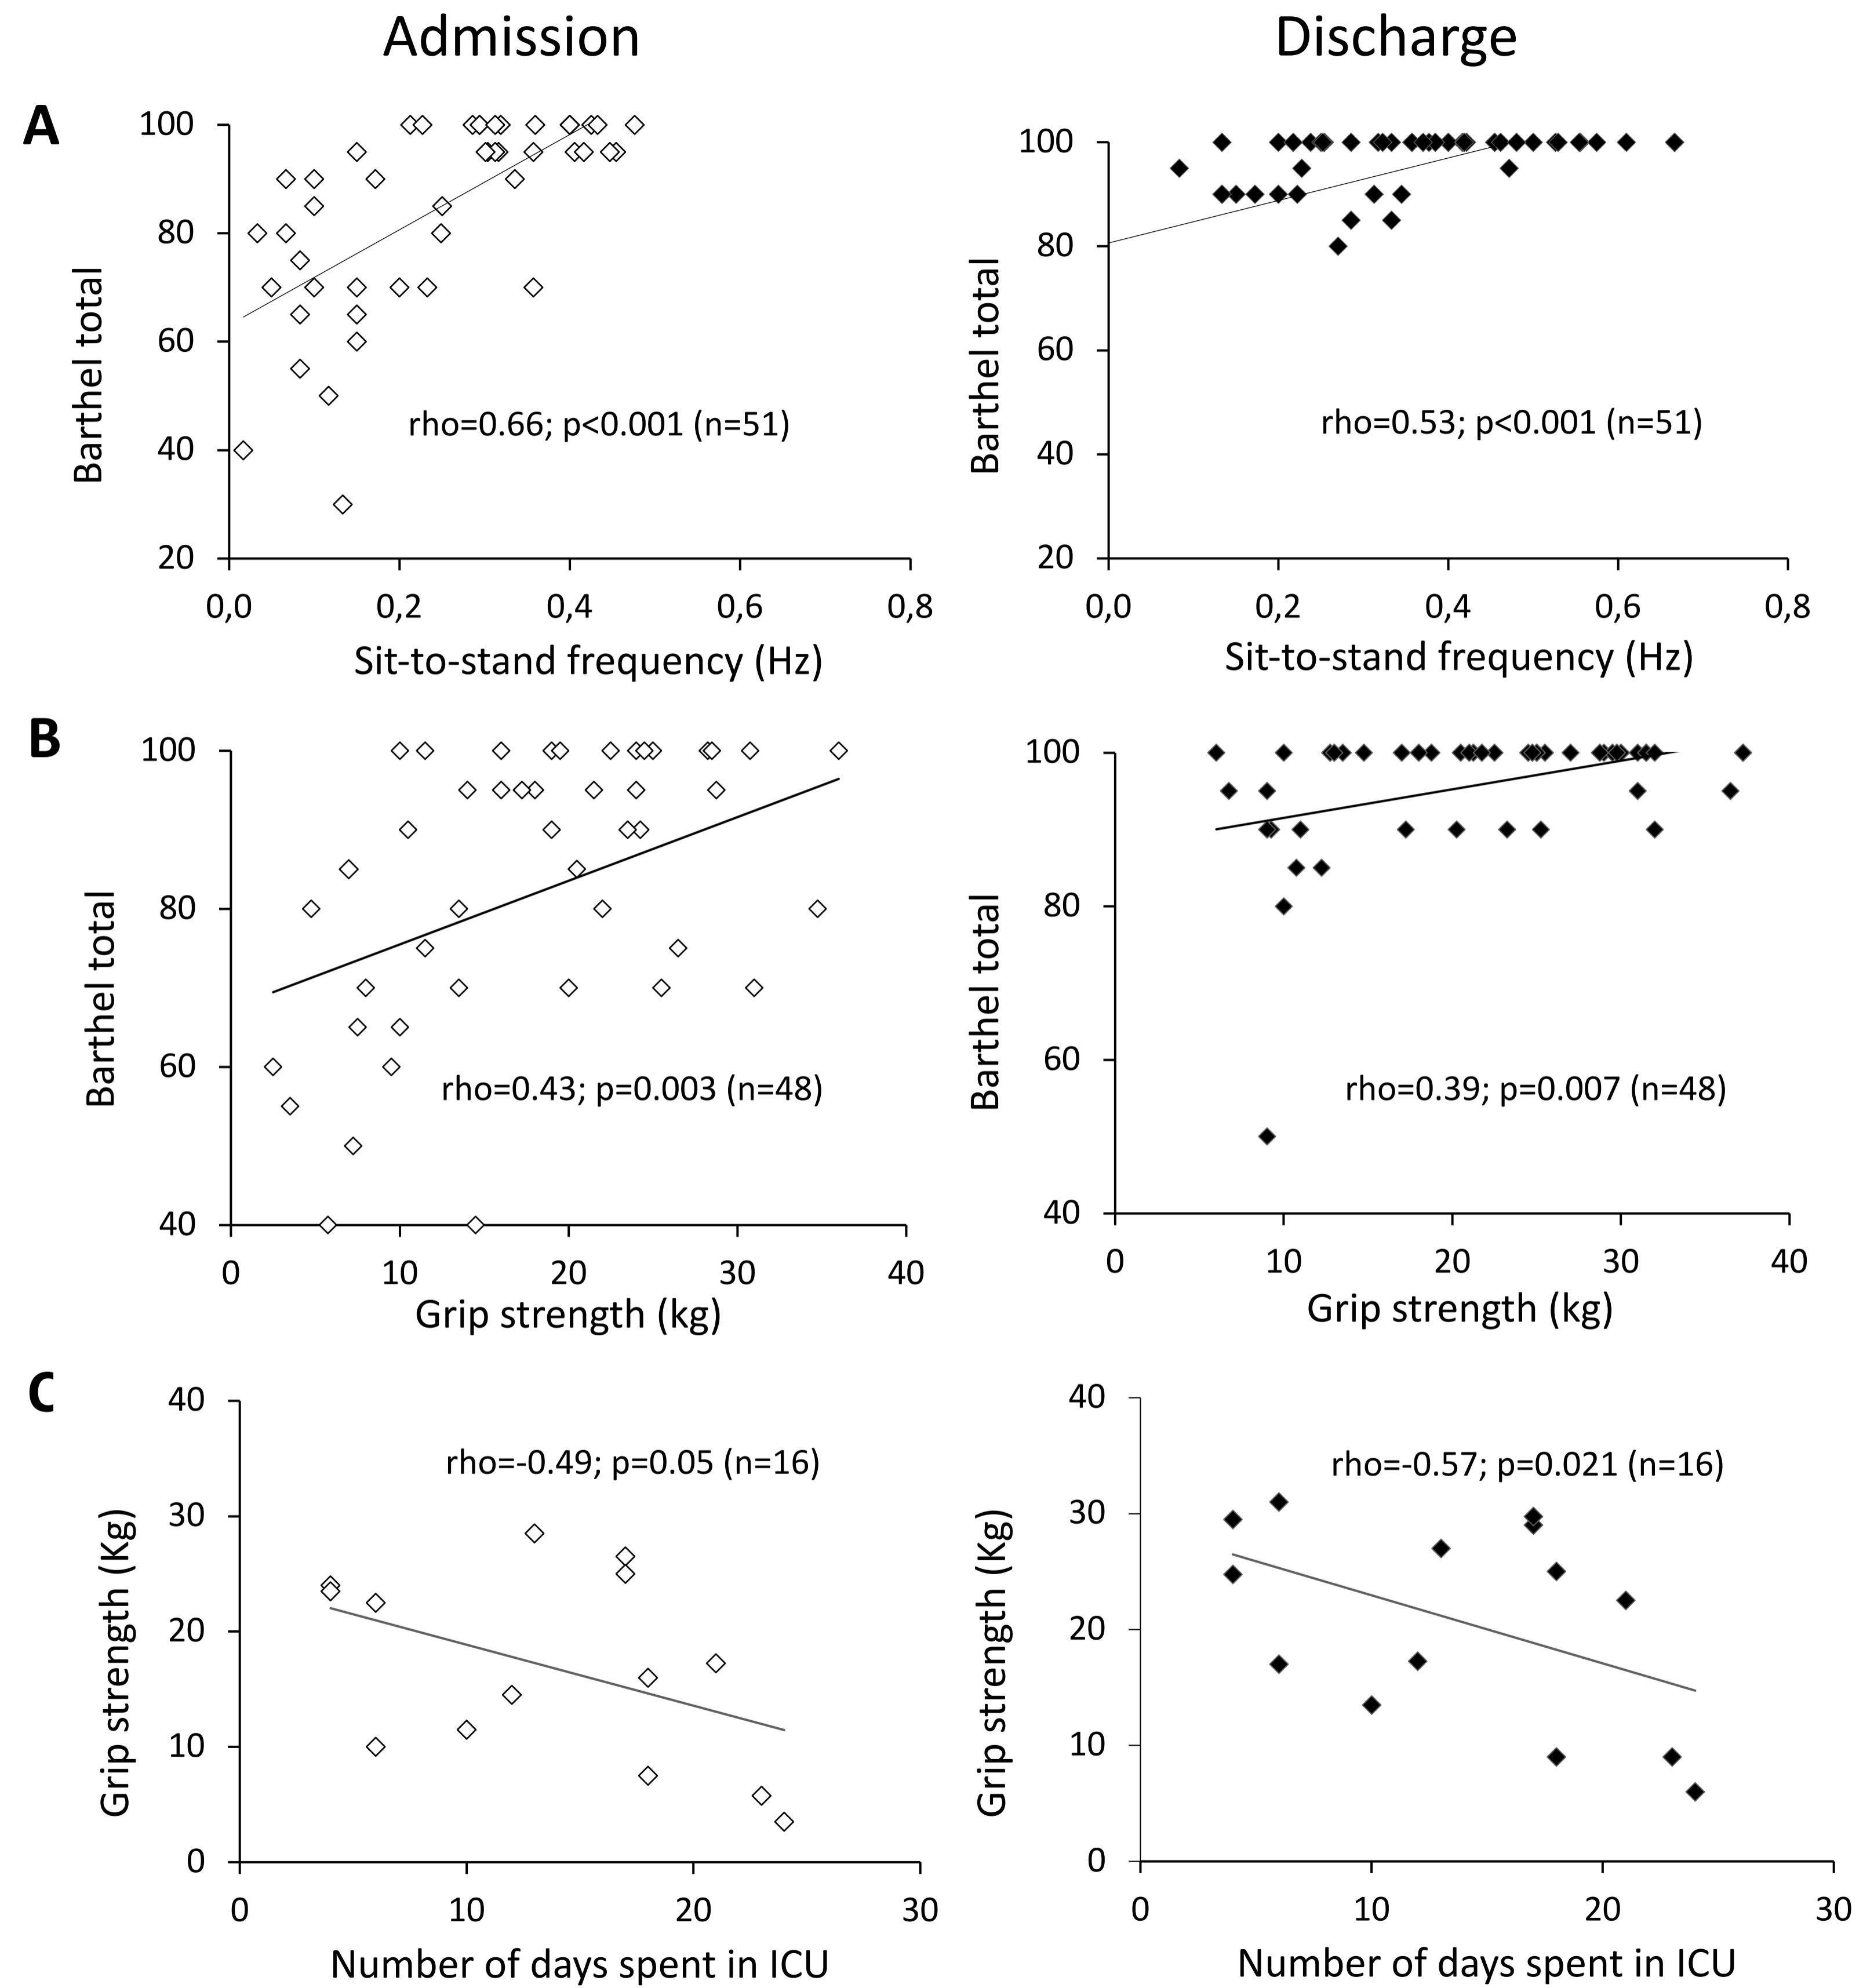 Admission
Discharge
A
100
80
60
40
20
0,0
0,2
0,4
0,6
0,8
Barthel total
rho=0.66; p<0.001 (n=51)
Sit-to-stand frequency (Hz)
100
80
60
40
20
0,0
0,2
0,4
0,6
0,8
Barthel total
rho=0.53; p<0.001 (n=51)
Sit-to-stand frequency (Hz)
B
100
80
60
40
0
10
20
30
40
Barthel total
rho=0.43; p=0.003 (n=48)
Grip strength (kg)
100
80
60
40
0
10
20
30
40
Barthel total
rho=0.39; p=0.007 (n=48)
Grip strength (kg)
C
40
30
20
10
0
0
10
20
30
Grip strength (Kg)
rho=-0.49; p=0.05 (n=16)
Number of days spent in ICU
40
30
20
10
0
0
10
20
30
Grip strength (Kg)
rho=-0.57; p=0.021 (n=16)
Number of days spent in ICU